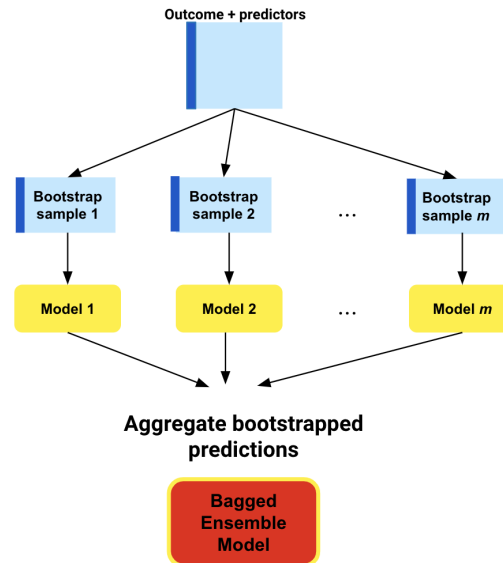 Outcome + predictors
Bootstrap
sample 1
Bootstrap
sample 2
...
Bootstrap
sample m
Model 1
Model 2
...
Model m
Aggregate bootstrapped
predictions
Bagged
Ensemble
Model